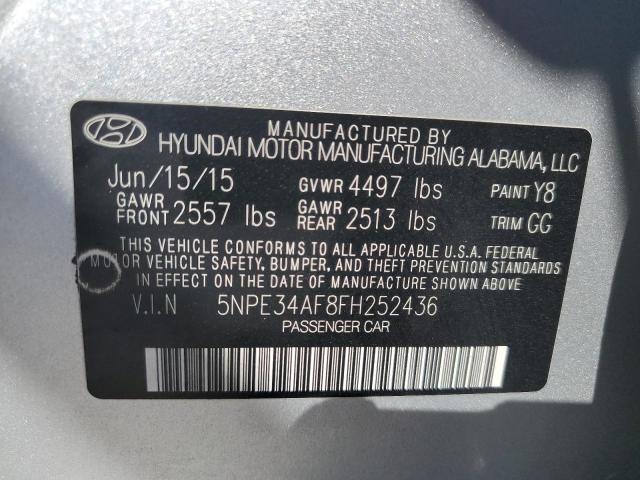 MANUFACTURED BY
HYUNDAI MOTOR MANUFACTURING ALABAMA, LLC
Jun/15/15 GVWR 4497 lbs PAINT Y8
GAWR FRONT 2557 lbs GAWR REAR 2513 lbs TRIM GG
THIS VEHICLE CONFORMS TO ALL APPLICABLE U.S.A. FEDERAL
MOTOR VEHICLE SAFETY, BUMPER, AND THEFT PREVENTION STANDARDS
IN EFFECT ON THE DATE OF MANUFACTURE SHOWN ABOVE.
V.I.N 5NPE34AF8FH252436
PASSENGER CAR